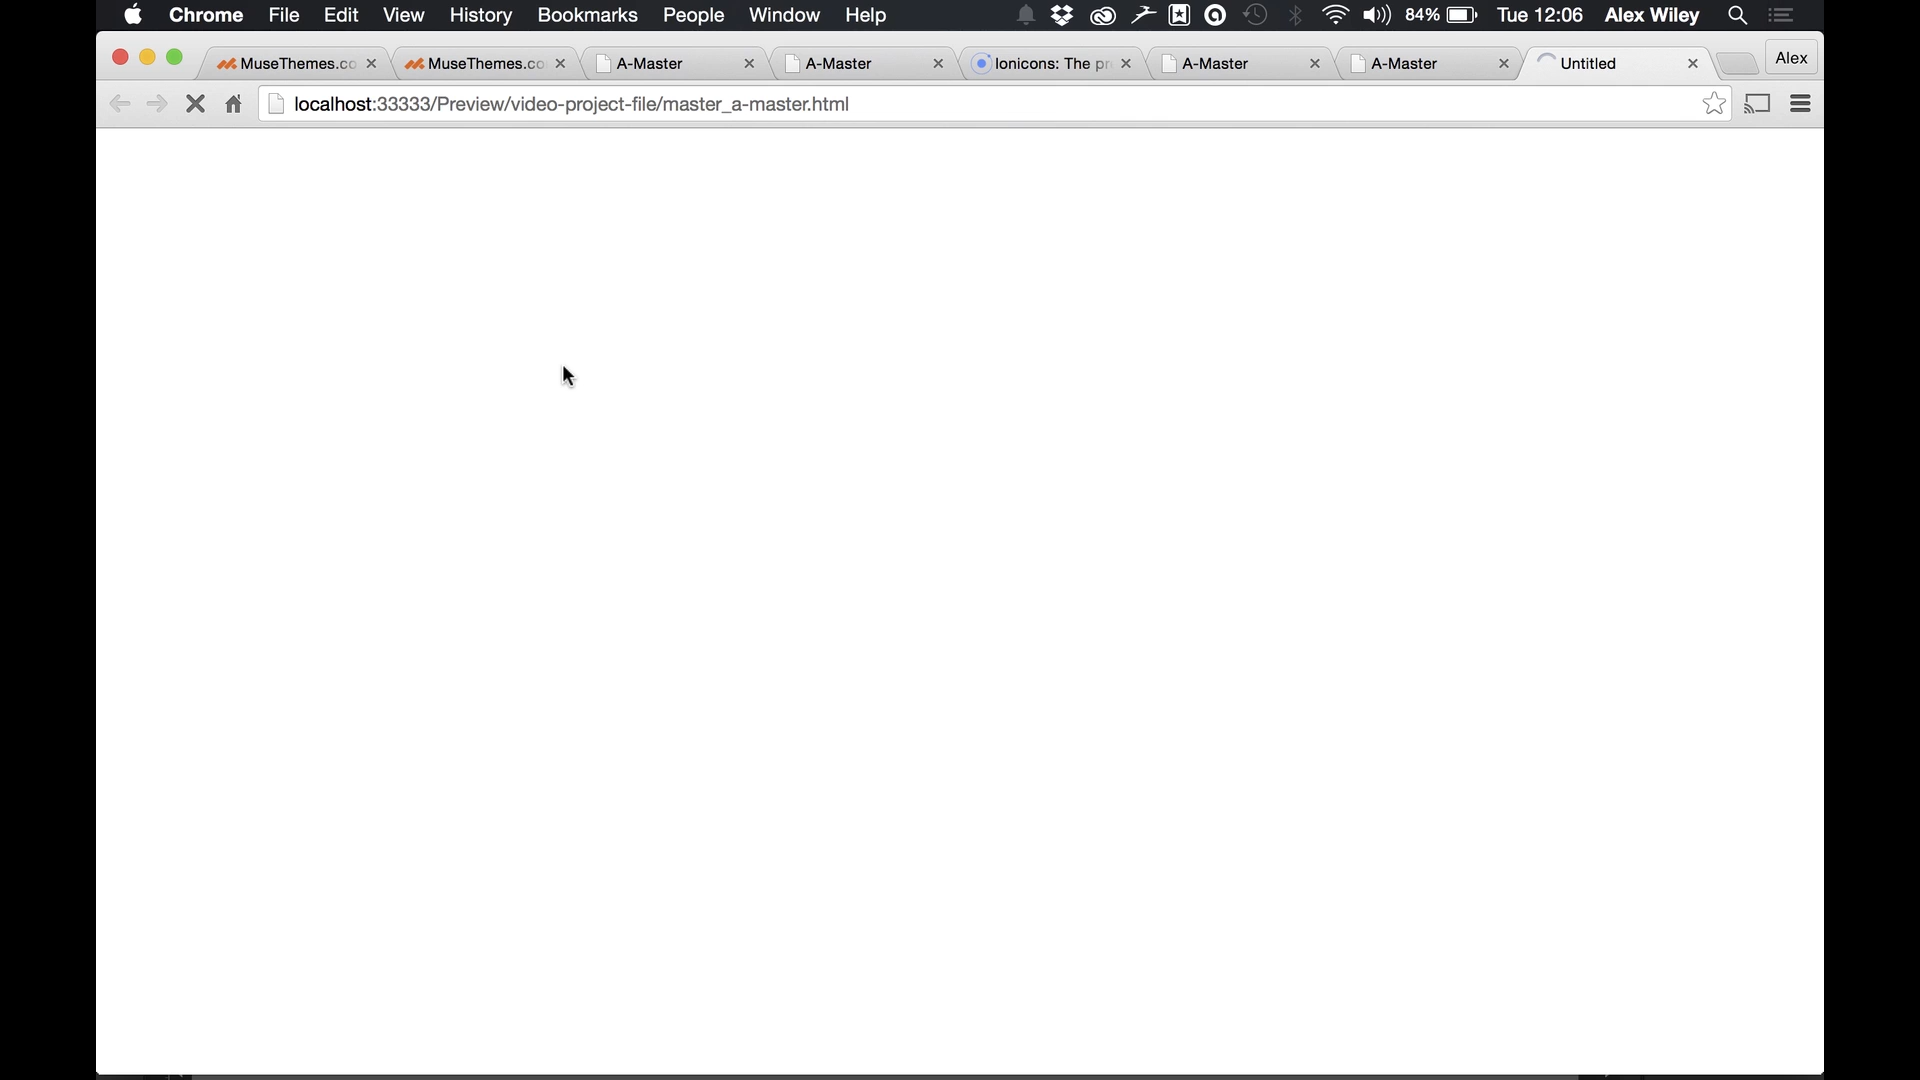 Chrome File Edit View History Bookmarks People Window Help 84% Tue 12:06 Alex Wiley
MuseThemes.co MuseThemes.co A-Master A-Master Ionicons: The pr A-Master A-Master Untitled Alex
localhost:33333/Preview/video-project-file/master_a-master.html